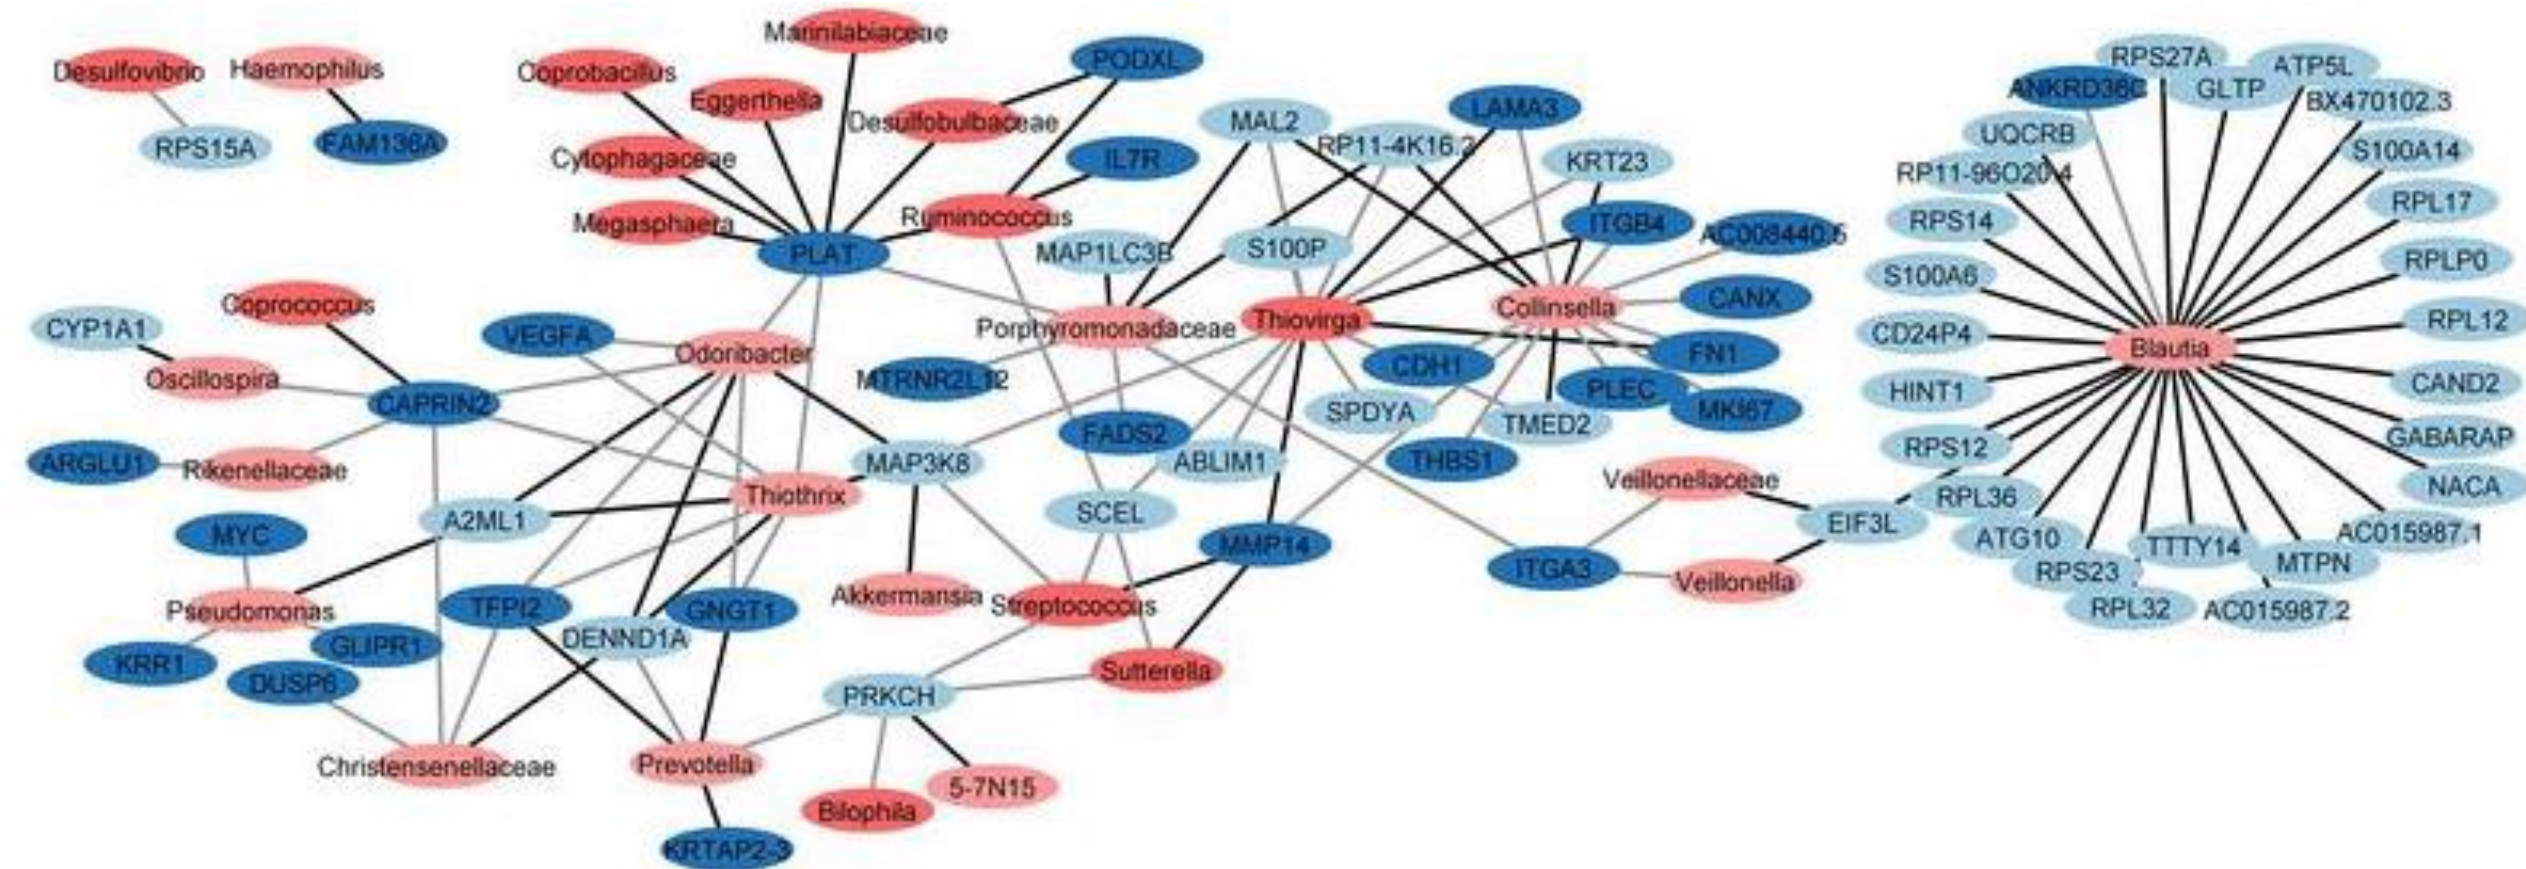 Marinilabiaceae
Desulfovibrio
Haemophilus
Coprobacillus
PODXL
RPS27A
ATP5L
ANKRD36C
GLTP
Eggerthella
BX470102.3
Desulfobulbaceae
LAMA3
MAL2
UQCRB
RPS15A
FAM136A
Cytophagaceae
IL7R
RP11-4K16.2
KRT23
S100A14
RP11-96O20.4
Megasphaera
Ruminococcus
RPL17
RPS14
ITGB4
AC008440.5
PLAT
MAP1LC3B
S100P
RPLP0
S100A6
CANX
Coprococcus
Collinsella
CYP1A1
VEGFA
Porphyromonadaceae
Thiovirga
RPL12
CD24P4
Odoribacter
FN1
Blautia
Oscillospira
MTRNR2L12
CDH1
PLEC
HINT1
CAND2
CAPRIN2
SPDYA
TMED2
MKI67
FADS2
GABARAP
RPS12
ARGLU1
Rikenellaceae
MAP3K8
ABLIM1
THBS1
Veillonellaceae
NACA
Thiothrix
RPL36
A2ML1
SCEL
EIF3L
MYC
MMP14
ATG10
TTTY14
AC015987.1
ITGA3
Veillonella
RPS23
MTPN
Pseudomonas
TFPI2
GNGT1
Akkermansia
Streptococcus
RPL32
AC015987.2
GLIPR1
DENND1A
KRR1
DUSP6
Sutterella
PRKCH
Christensenellaceae
Prevotella
5-7N15
Bilophila
KRTAP2-3